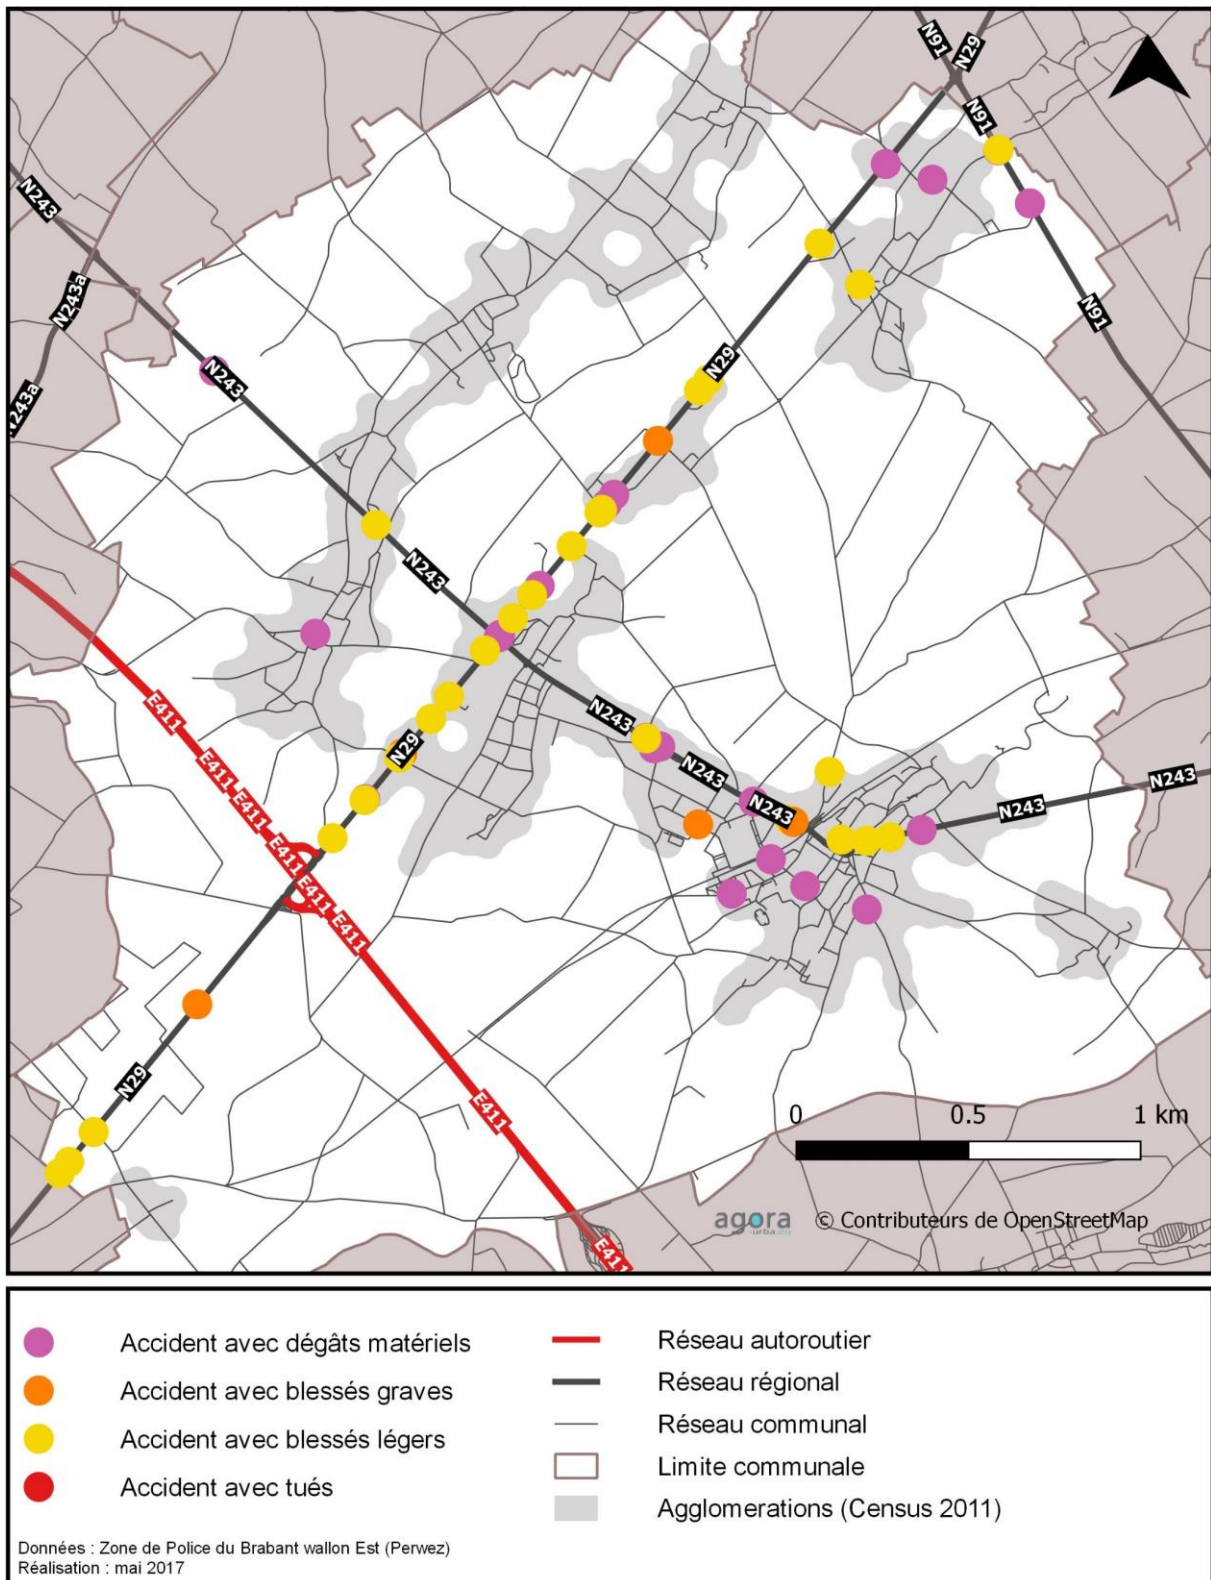 N91
N29
N91
N243
N243a
N243a
N243
N29
N91
N243
E411
E411
E411
E411
E411
E411
N29
N243
N243
N243
N243
N243
N29
E411
E411
0 0.5 1 km
agora
© Contributeurs de OpenStreetMap
Accident avec dégâts matériels
Accident avec blessés graves
Accident avec blessés légers
Accident avec tués
Réseau autoroutier
Réseau régional
Réseau communal
Limite communale
Agglomerations (Census 2011)
Données : Zone de Police du Brabant wallon Est (Perwez)
Réalisation : mai 2017